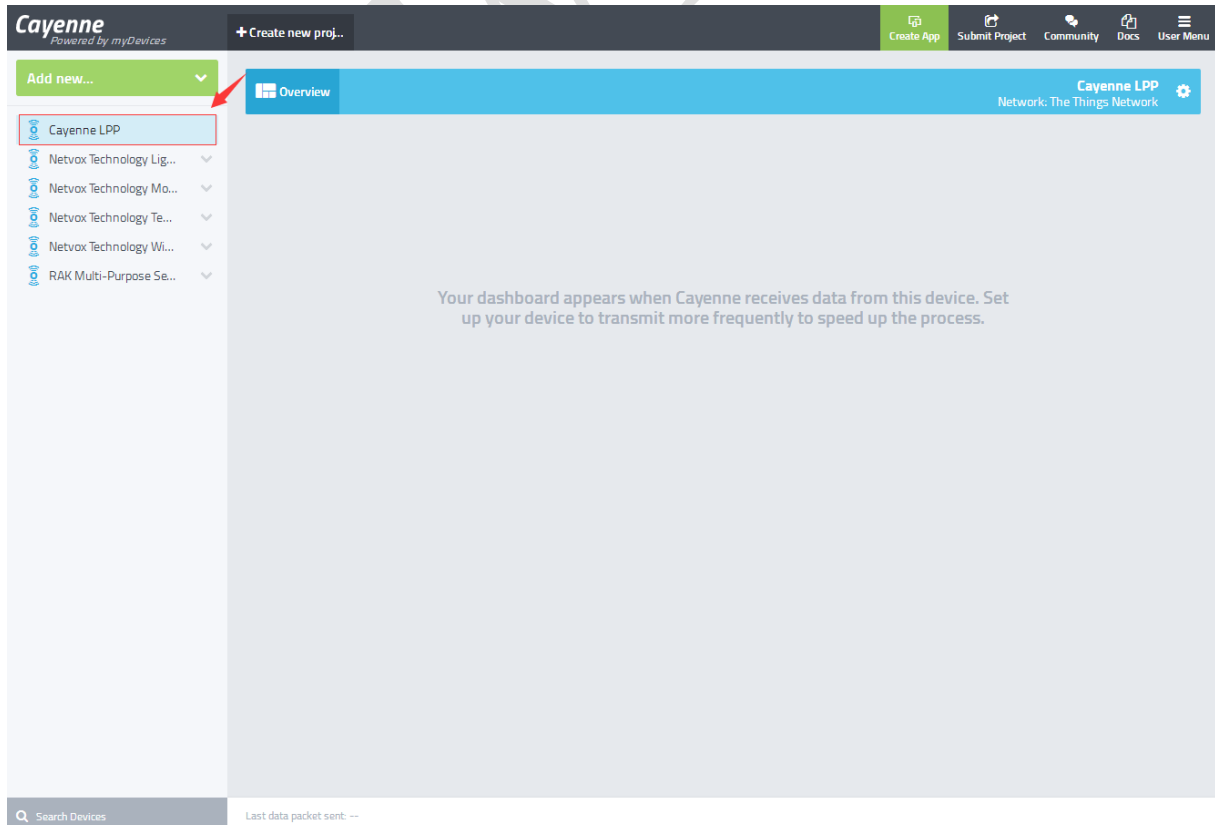 Cayenne
Powered by myDevices
+ Create new proj...
Create App
Submit Project
Community
Docs
User Menu
Add new...
Overview
Cayenne LPP
Network: The Things Network
Cayenne LPP
Netvox Technology Lig...
Netvox Technology Mo...
Netvox Technology Te...
Netvox Technology Wi...
RAK Multi-Purpose Se...
Your dashboard appears when Cayenne receives data from this device. Set
up your device to transmit more frequently to speed up the process.
Search Devices
Last data packet sent: --